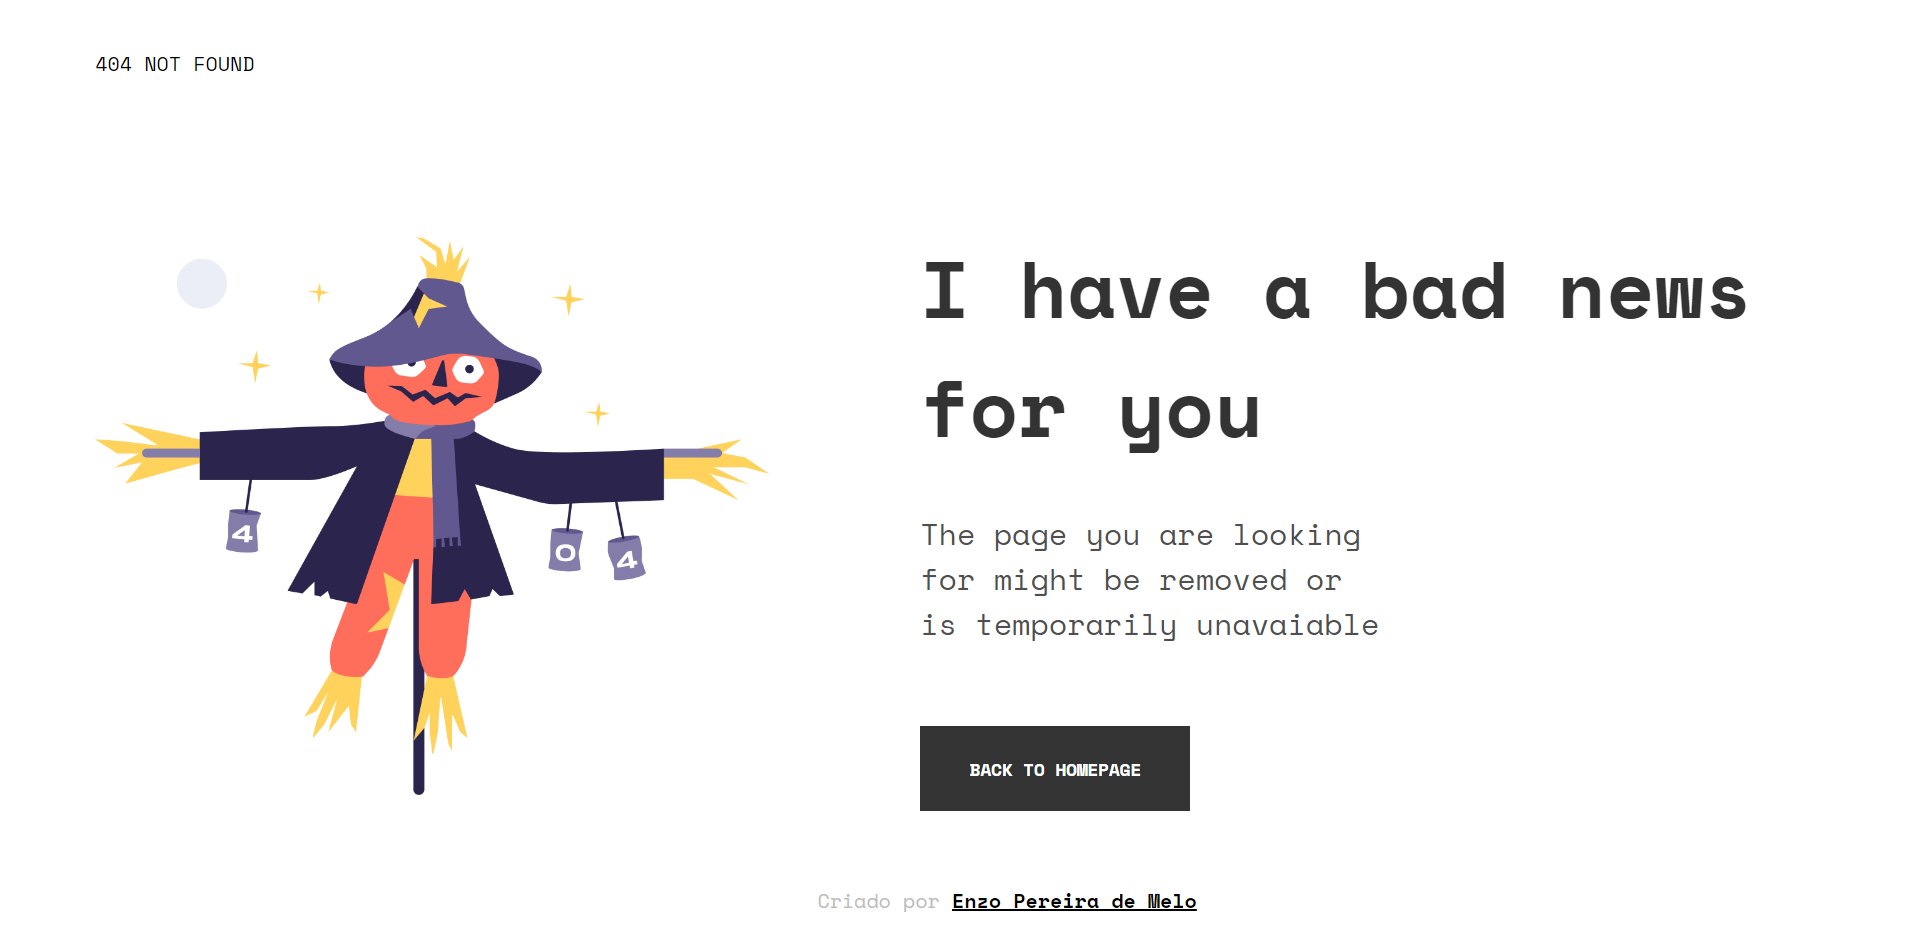 404 NOT FOUND
I have a bad news
for you
4
0
4
The page you are looking
for might be removed or
is temporarily unavaiable
BACK TO HOMEPAGE
Criado por Enzo Pereira de Melo